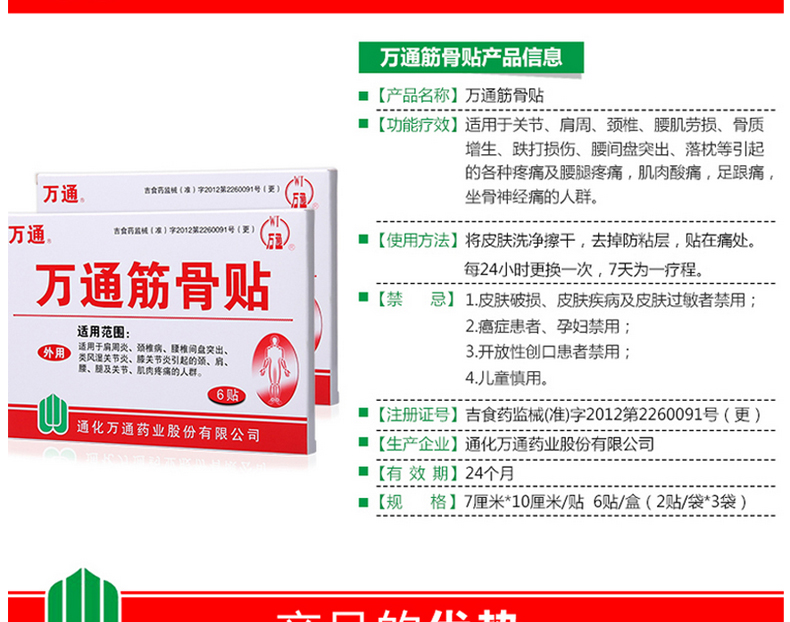 万通筋骨贴产品信息
【产品名称】万通筋骨贴
【功能疗效】适用于关节、肩周、颈椎、腰肌劳损、骨质
增生、跌打损伤、腰间盘突出、落枕等引起
的各种疼痛及腰腿疼痛，肌肉酸痛，足跟痛，
坐骨神经痛的人群。
【使用方法】将皮肤洗净擦干，去掉防粘层，贴在痛处。
每24小时更换一次，7天为一疗程。
【禁 忌】1.皮肤破损、皮肤疾病及皮肤过敏者禁用；
2.癌症患者、孕妇禁用；
3.开放性创口患者禁用；
4.儿童慎用。
【注册证号】吉食药监械(准)字2012第2260091号（更）
【生产企业】通化万通药业股份有限公司
【有 效 期】24个月
【规 格】7厘米*10厘米/贴 6贴/盒（2贴/袋*3袋）
万通
吉食药监械（准）字2012第2260091号（更）
WT
万通
万通
吉食药监械（准）字2012第2260091号（更）
WT
万通
万通筋骨贴
适用范围:
外用
适用于肩周炎、颈椎病、腰椎间盘突出、
类风湿关节炎、膝关节炎引起的颈、肩、
腰、腿及关节、肌肉疼痛的人群。
6贴
通化万通药业股份有限公司
产品的优势